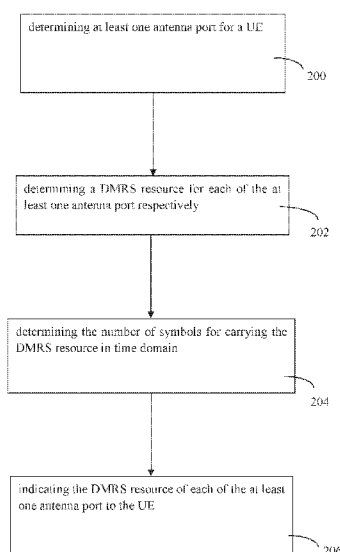 determining at least one antenna port for a UE
200
determining a DMRS resource for each of the at
least one antenna port respectively
202
determining the number of symbols for carrying the
DMRS resource in time domain
204
indicating the DMRS resource of each of the at least
one antenna port to the UE
206